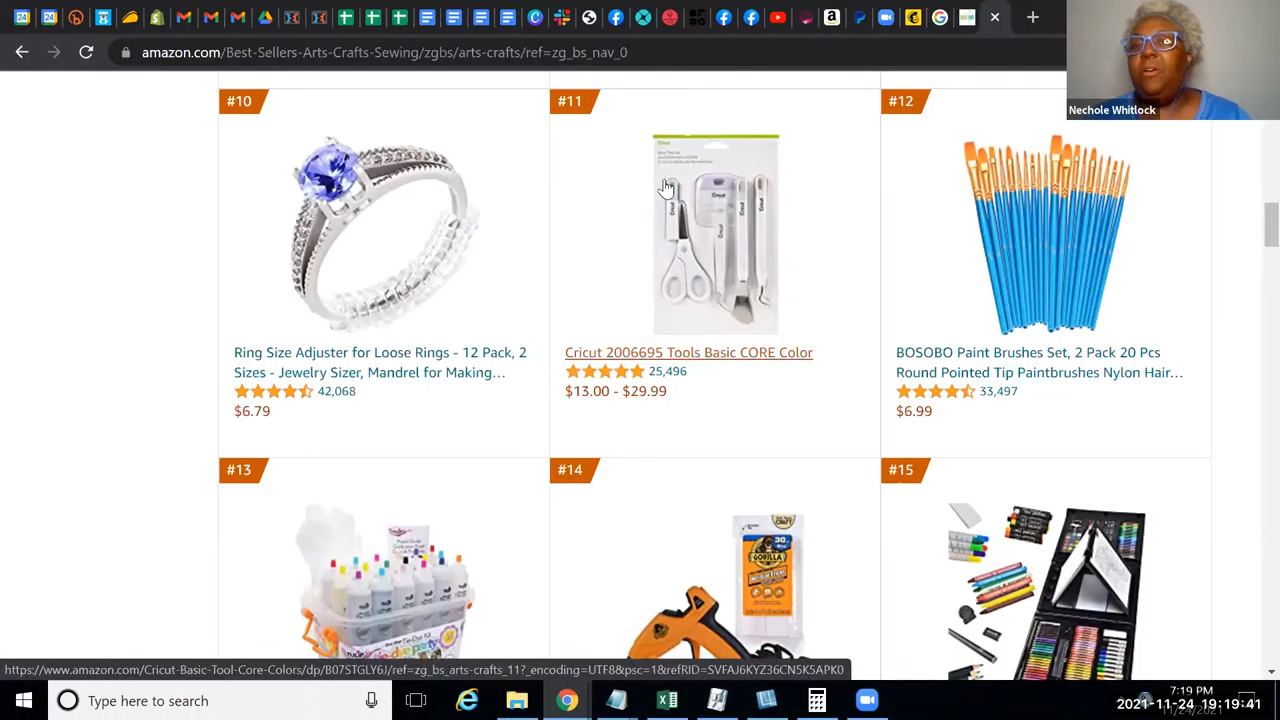 amazon.com/Best-Sellers-Arts-Crafts-Sewing/zgbs/arts-crafts/ref=zg_bs_nav_0
Nechole Whitlock
#10
#11
#12
Ring Size Adjuster for Loose Rings - 12 Pack, 2
Sizes - Jewelry Sizer, Mandrel for Making...
42,068
$6.79
Cricut 2006695 Tools Basic CORE Color
25,496
$13.00 - $29.99
BOSOBO Paint Brushes Set, 2 Pack 20 Pcs
Round Pointed Tip Paintbrushes Nylon Hair...
33,497
$6.99
#13
#14
#15
GORILLA
https://www.amazon.com/Cricut-Basic-Tool-Core-Colors/dp/B07STGLY6J/ref=zg_bs_arts-crafts_11?_encoding=UTF8&psc=1&refRID=SVFAJ6KYZ36CN5K5APK0
Type here to search
7:19 PM
2021-11-24 19:19:41